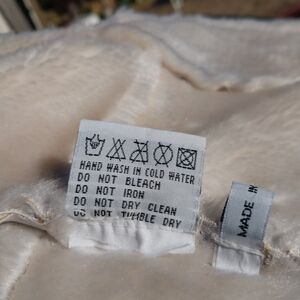 HAND WASH IN COLD WATER
DO NOT BLEACH
DO NOT IRON
DO NOT DRY CLEAN
DO NOT TUMBLE DRY
MADE IN